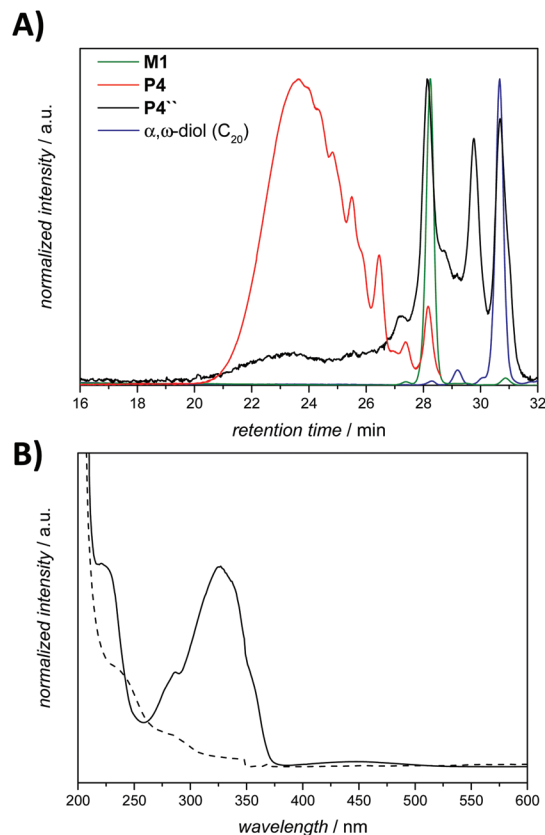 A)
M1
P4
P4``
α,ω-diol (C20)
normalized intensity / a.u.
16 18 20 22 24 26 28 30 32
retention time / min
B)
normalized intensity / a.u.
200 250 300 350 400 450 500 550 600
wavelength / nm